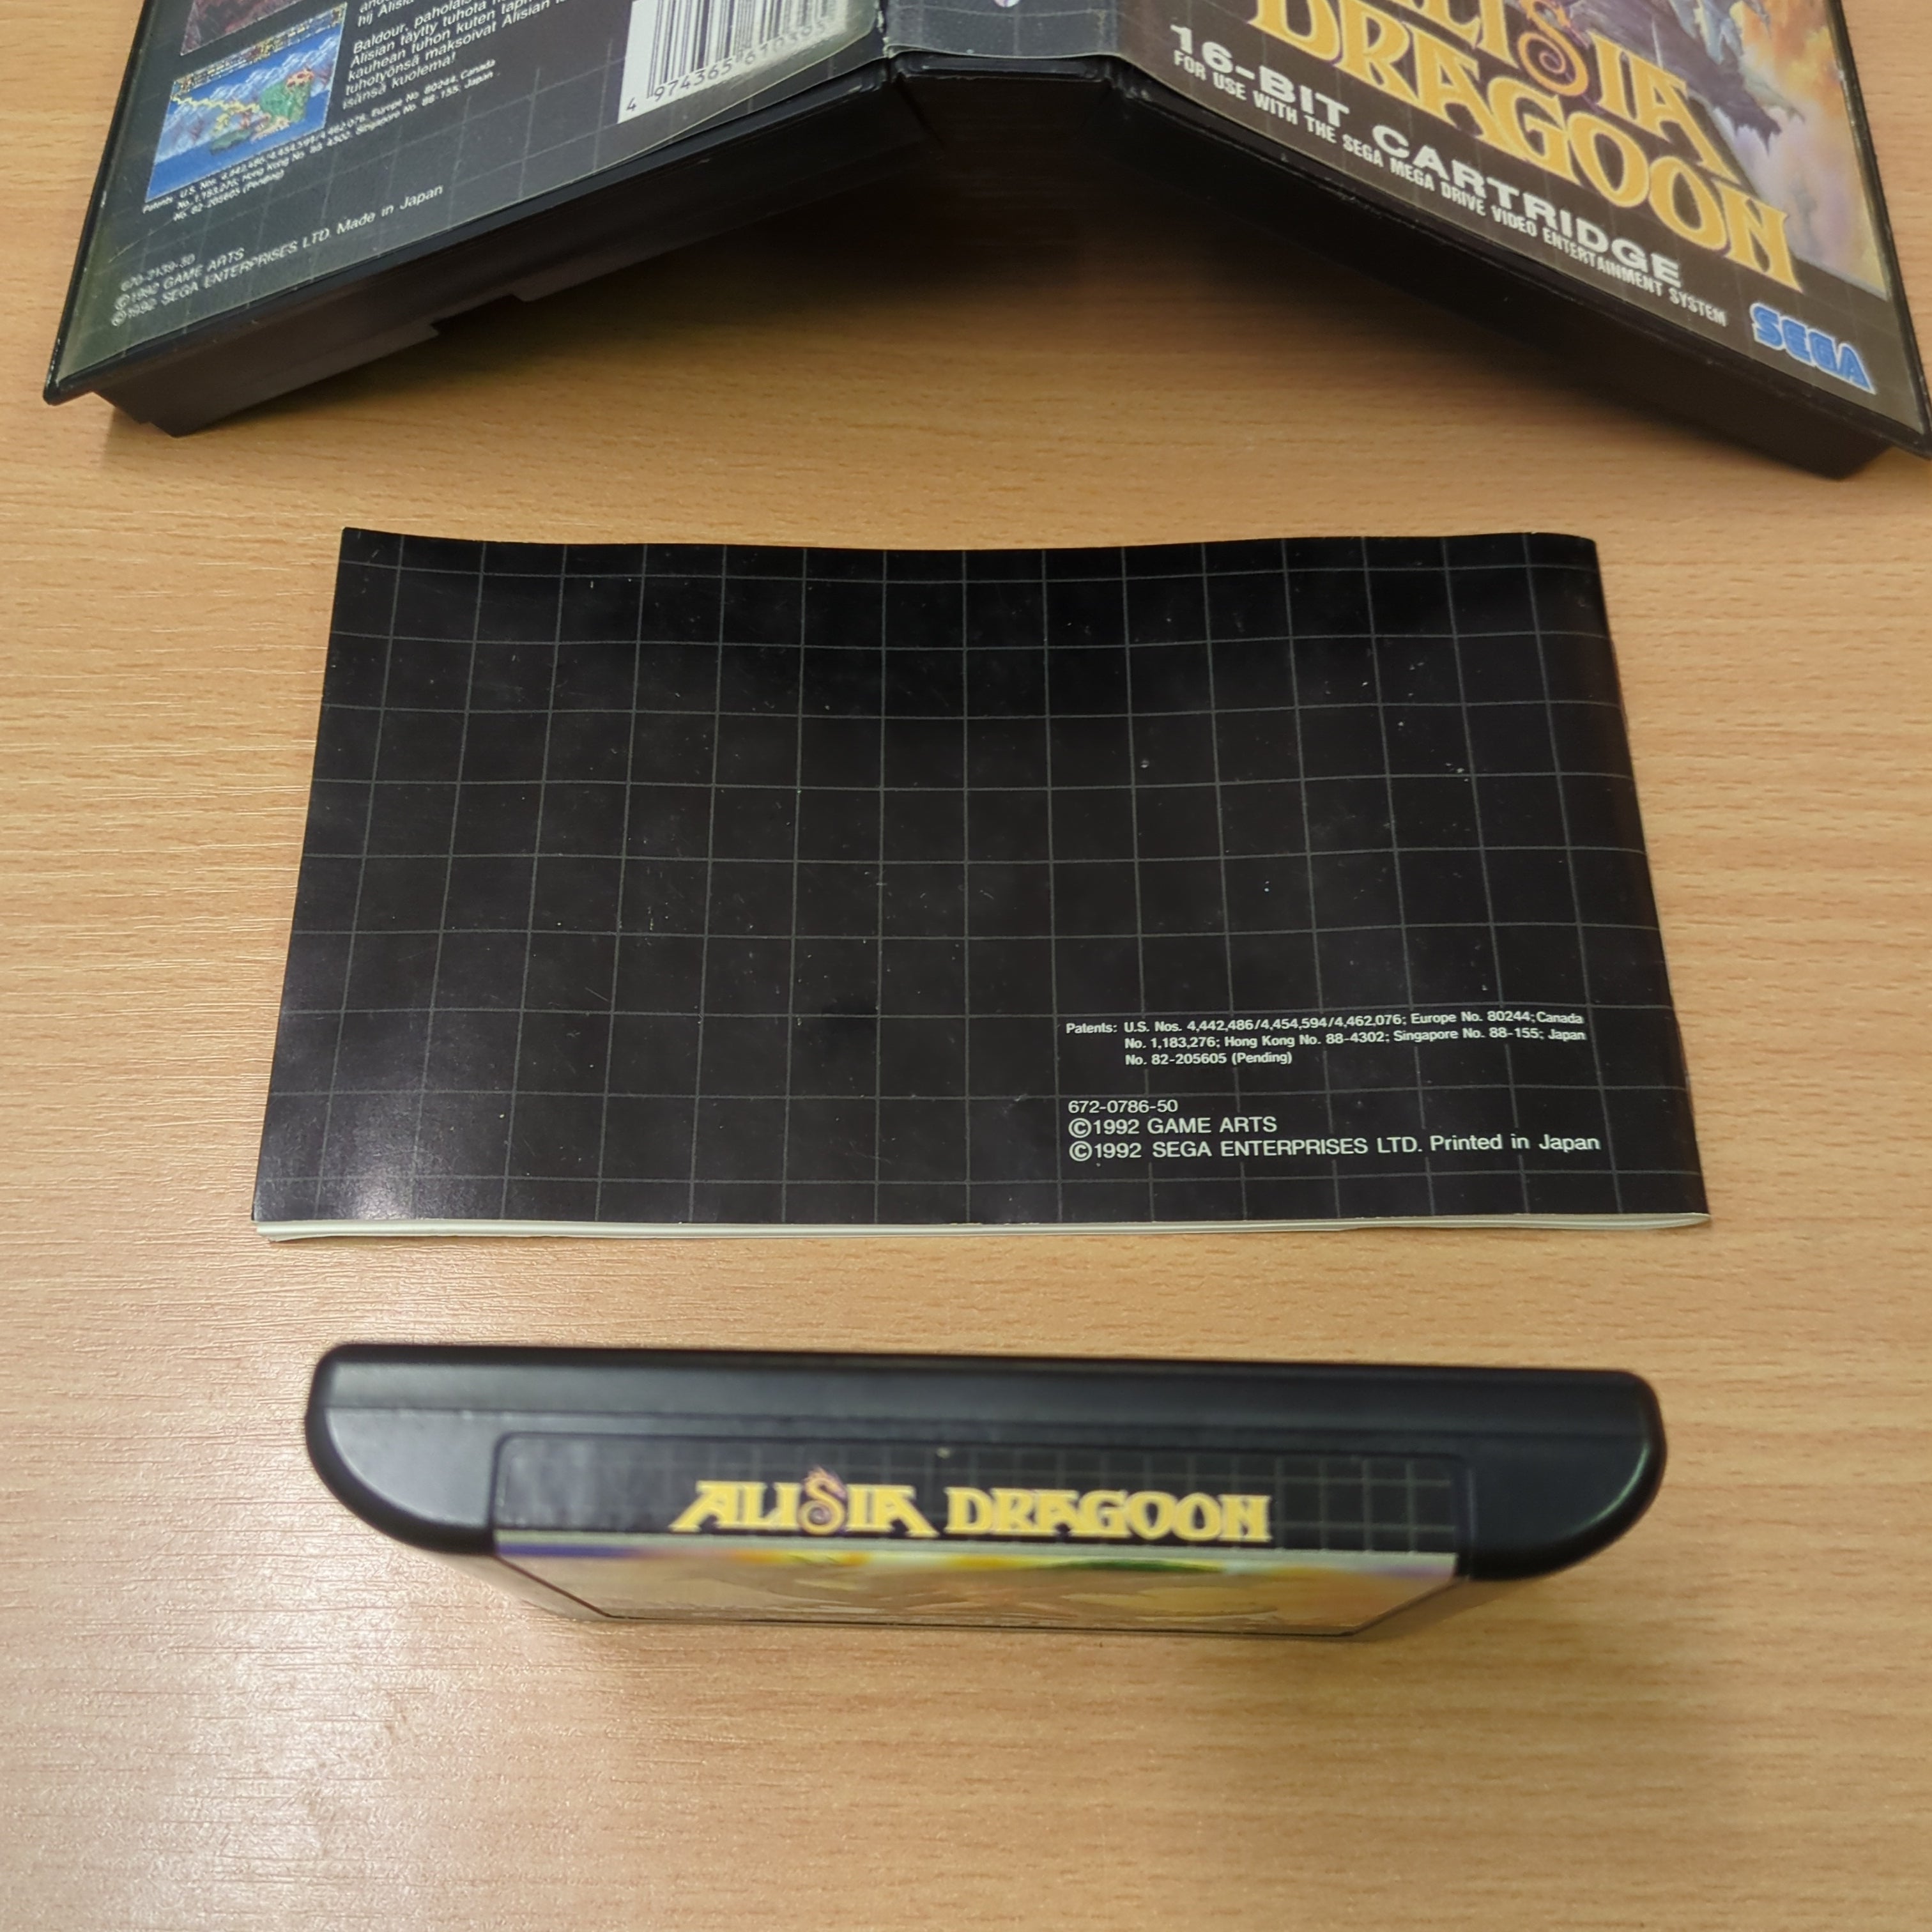 hij Alisia
Baldour, paholais
Alisian täytty tuhota
kauhean tuhon kuten
tuhotyönsä maksoivat Alisian
isänsä kuolema!
Patents: U.S. Nos. 4,442,486/4,454,594/4,462,076; Europe No. 80244; Canada
No. 1,183,276; Hong Kong No. 88-4302; Singapore No. 88-155; Japan
No. 82-205605 (Pending)
670-2139-50
©1992 GAME ARTS
©1992 SEGA ENTERPRISES LTD. Made in Japan
4 974365
ALISIA
DRAGOON
16-BIT CARTRIDGE
FOR USE WITH THE SEGA MEGA DRIVE VIDEO ENTERTAINMENT SYSTEM
SEGA
Patents: U.S. Nos. 4,442,486/4,454,594/4,462,076; Europe No. 80244; Canada
No. 1,183,276; Hong Kong No. 88-4302; Singapore No. 88-155; Japan
No. 82-205605 (Pending)
672-0786-50
©1992 GAME ARTS
©1992 SEGA ENTERPRISES LTD. Printed in Japan
ALISIA DRAGOON